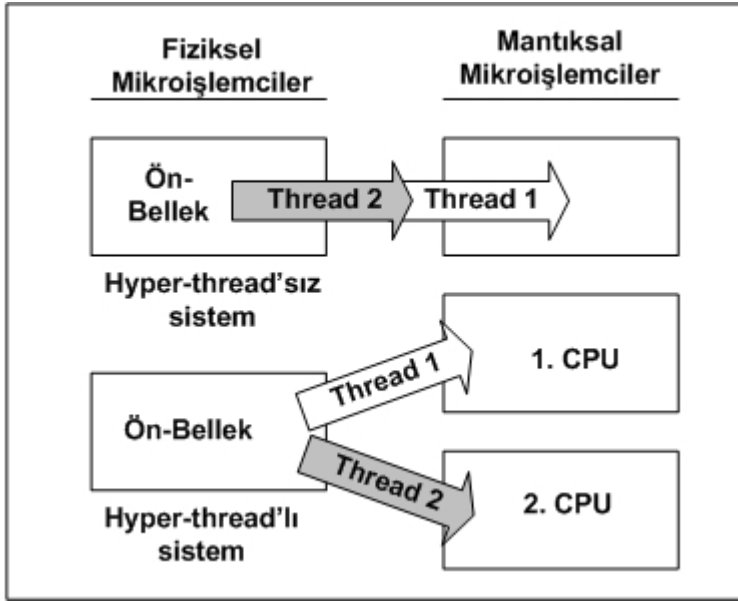 Fiziksel
Mikroişlemciler
Mantıksal
Mikroişlemciler
Ön-
Bellek
Thread 2
Thread 1
Hyper-thread'sız
sistem
Thread 1
1. CPU
Ön-Bellek
Thread 2
2. CPU
Hyper-thread'lı
sistem